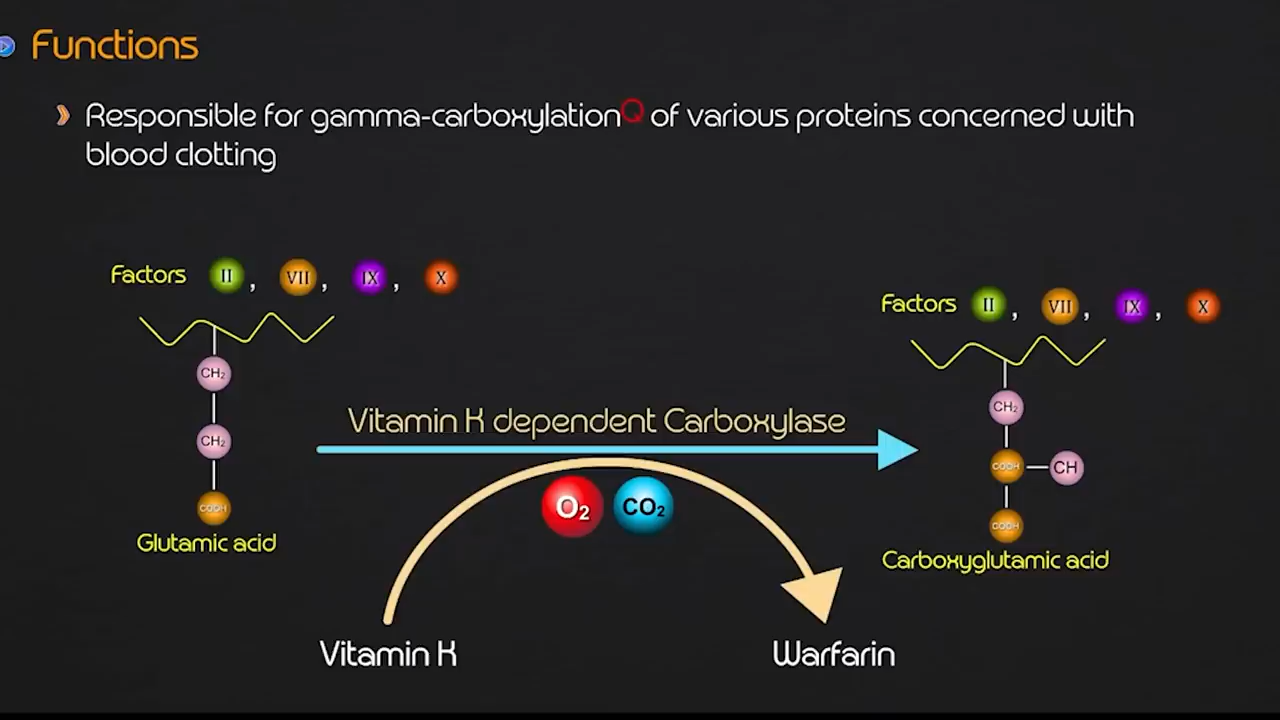 Functions
Responsible for gamma-carboxylationQ of various proteins concerned with
blood clotting
Factors II , VII , IX , X
Factors II , VII , IX , X
CH₂
CH₂
COOH
Glutamic acid
Vitamin K dependent Carboxylase
O₂ CO₂
CH₂
COOH CH
COOH
Carboxyglutamic acid
Vitamin K
Warfarin